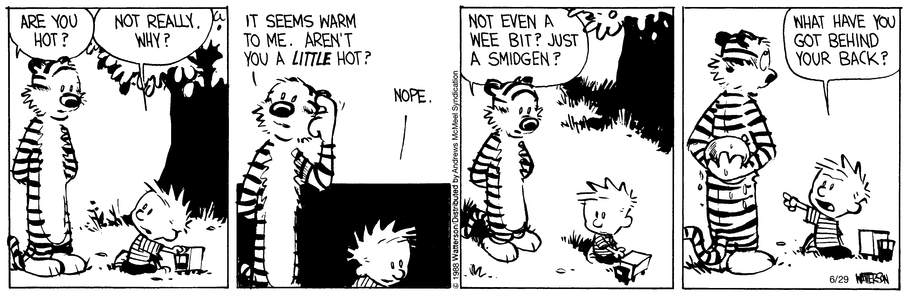 ARE YOU
HOT?
NOT REALLY.
WHY?
IT SEEMS WARM
TO ME. AREN'T
YOU A LITTLE HOT?
NOPE.
© 1988 Watterson/Distributed by Andrews McMeel Syndication
NOT EVEN A
WEE BIT? JUST
A SMIDGEN?
WHAT HAVE YOU
GOT BEHIND
YOUR BACK?
6/29 WATTERSON